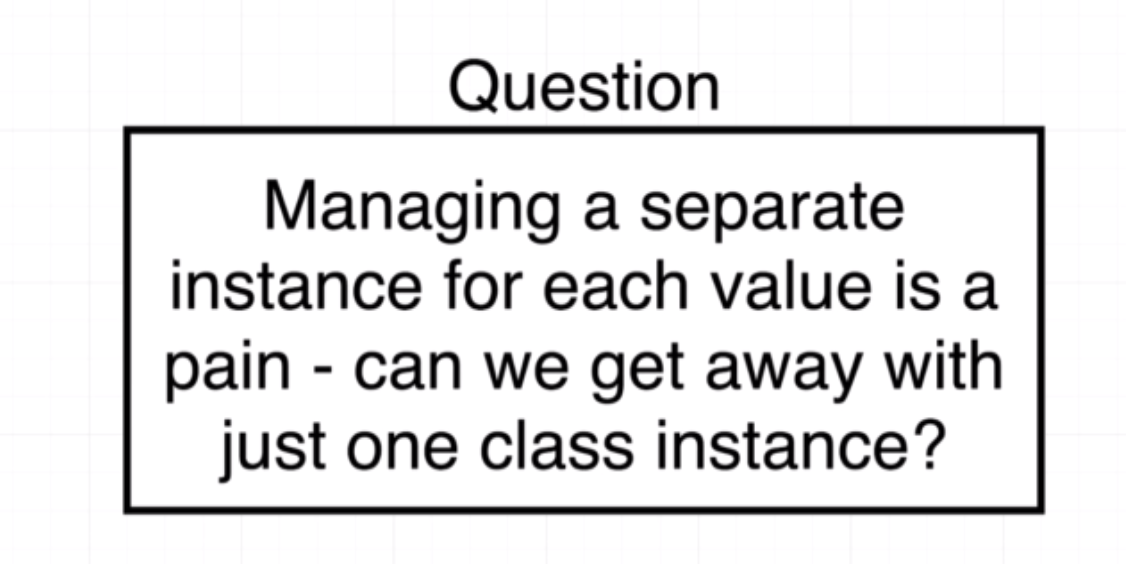 Question
Managing a separate
instance for each value is a
pain - can we get away with
just one class instance?